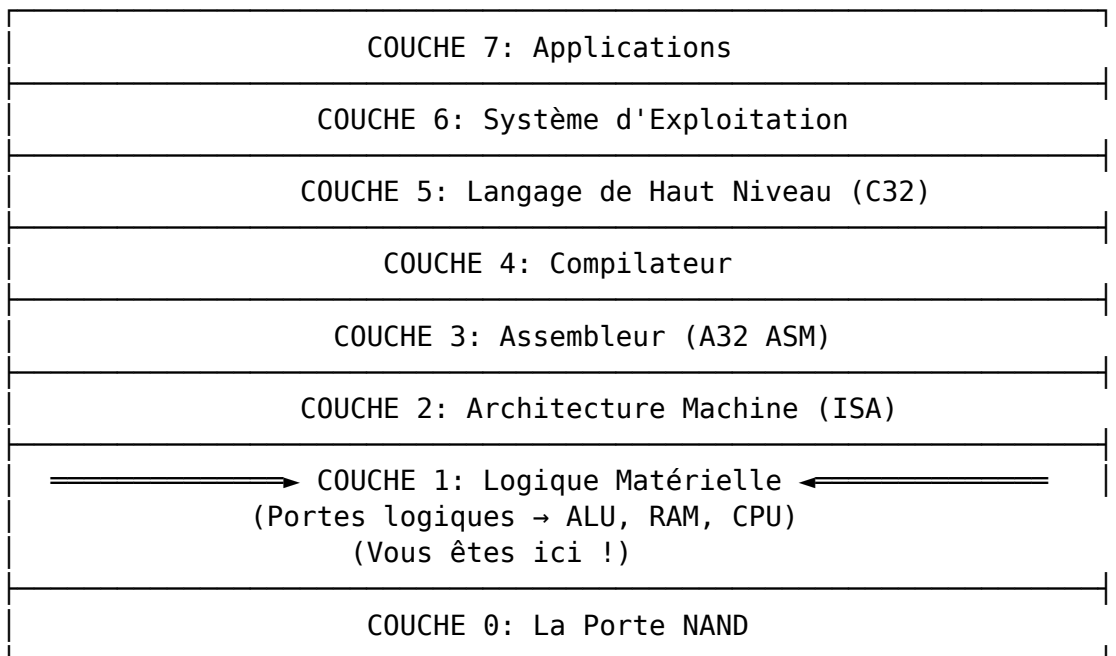 COUCHE 7: Applications
COUCHE 6: Système d'Exploitation
COUCHE 5: Langage de Haut Niveau (C32)
COUCHE 4: Compilateur
COUCHE 3: Assembleur (A32 ASM)
COUCHE 2: Architecture Machine (ISA)
COUCHE 1: Logique Matérielle
(Portes logiques → ALU, RAM, CPU)
(Vous êtes ici !)
COUCHE 0: La Porte NAND